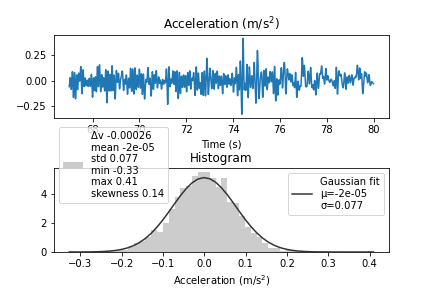 Acceleration (m/s²)
0.25
0.00
−0.25
72
74
76
78
80
Time (s)
Δv -0.00026
mean -2e-05
std 0.077
min -0.33
max 0.41
skewness 0.14
Histogram
Gaussian fit
μ=-2e-05
σ=0.077
4
2
0
−0.3 −0.2 −0.1 0.0 0.1 0.2 0.3 0.4
Acceleration (m/s²)